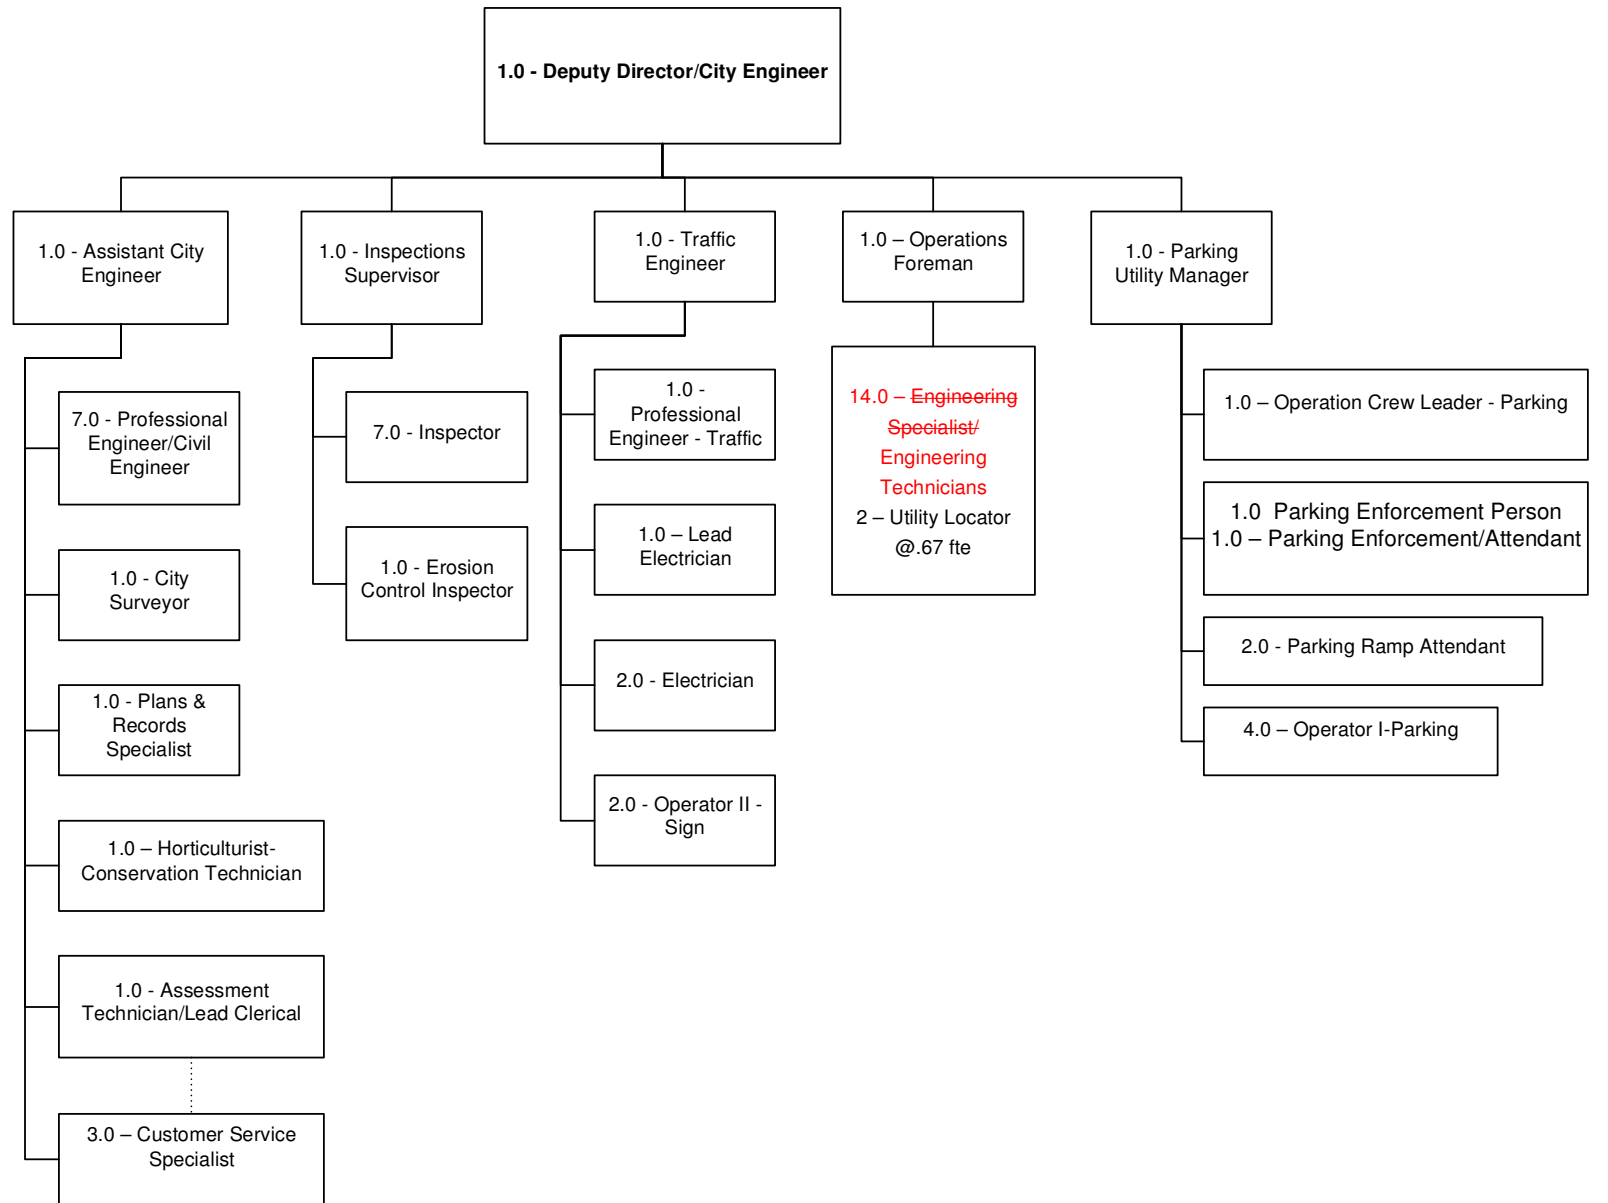 1.0 - Deputy Director/City Engineer
1.0 - Assistant City
Engineer
1.0 - Inspections
Supervisor
1.0 - Traffic
Engineer
1.0 – Operations
Foreman
1.0 - Parking
Utility Manager
7.0 - Professional
Engineer/Civil
Engineer
1.0 - City
Surveyor
1.0 - Plans &
Records
Specialist
1.0 – Horticulturist-
Conservation Technician
1.0 - Assessment
Technician/Lead Clerical
3.0 – Customer Service
Specialist
7.0 - Inspector
1.0 - Erosion
Control Inspector
1.0 -
Professional
Engineer - Traffic
1.0 – Lead
Electrician
2.0 - Electrician
2.0 - Operator II -
Sign
14.0 – Engineering
Specialist/
Engineering
Technicians
2 – Utility Locator
@.67 fte
1.0 – Operation Crew Leader - Parking
1.0  Parking Enforcement Person
1.0 – Parking Enforcement/Attendant
2.0 - Parking Ramp Attendant
4.0 – Operator I-Parking